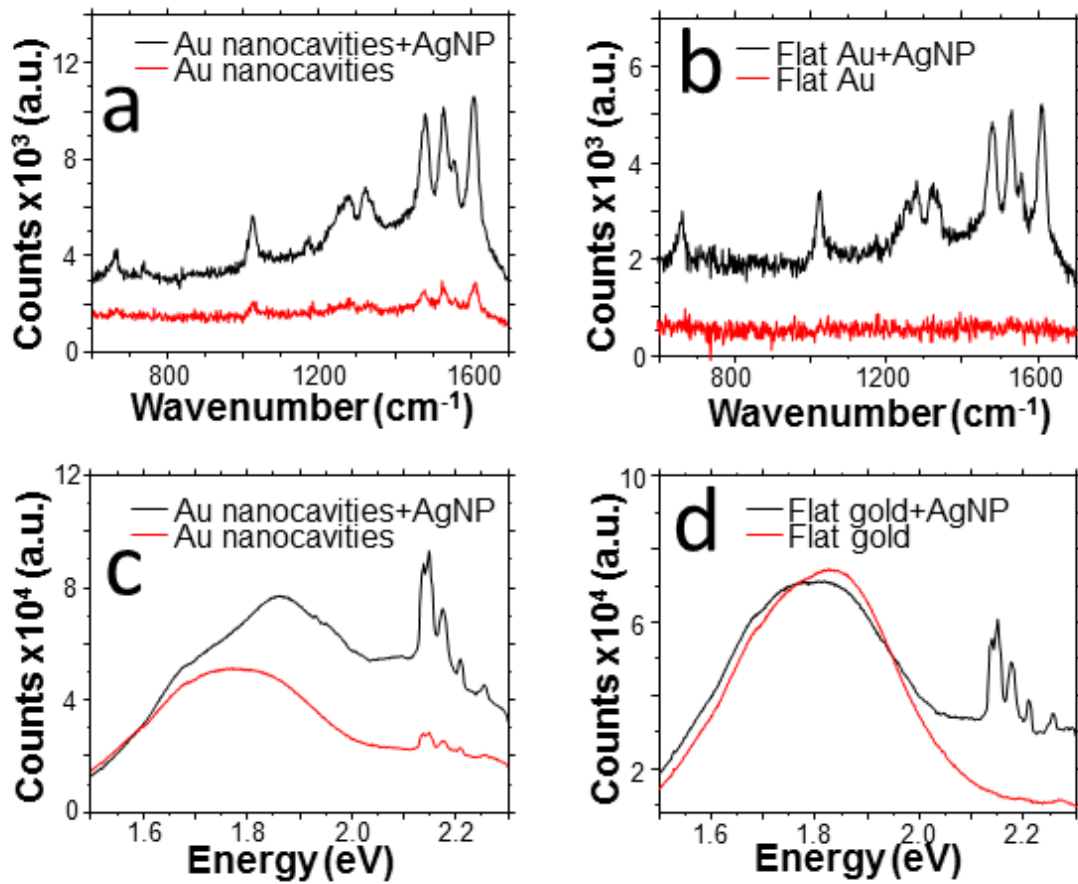 a
Au nanocavities+AgNP
Au nanocavities
12
8
4
0
Counts x10³ (a.u.)
800
1200
1600
Wavenumber (cm⁻¹)
b
Flat Au+AgNP
Flat Au
6
4
2
0
Counts x10³ (a.u.)
800
1200
1600
Wavenumber (cm⁻¹)
c
Au nanocavities+AgNP
Au nanocavities
12
8
4
0
Counts x10⁴ (a.u.)
1.6
1.8
2.0
2.2
Energy (eV)
d
Flat gold+AgNP
Flat gold
10
6
2
Counts x10⁴ (a.u.)
1.6
1.8
2.0
2.2
Energy (eV)